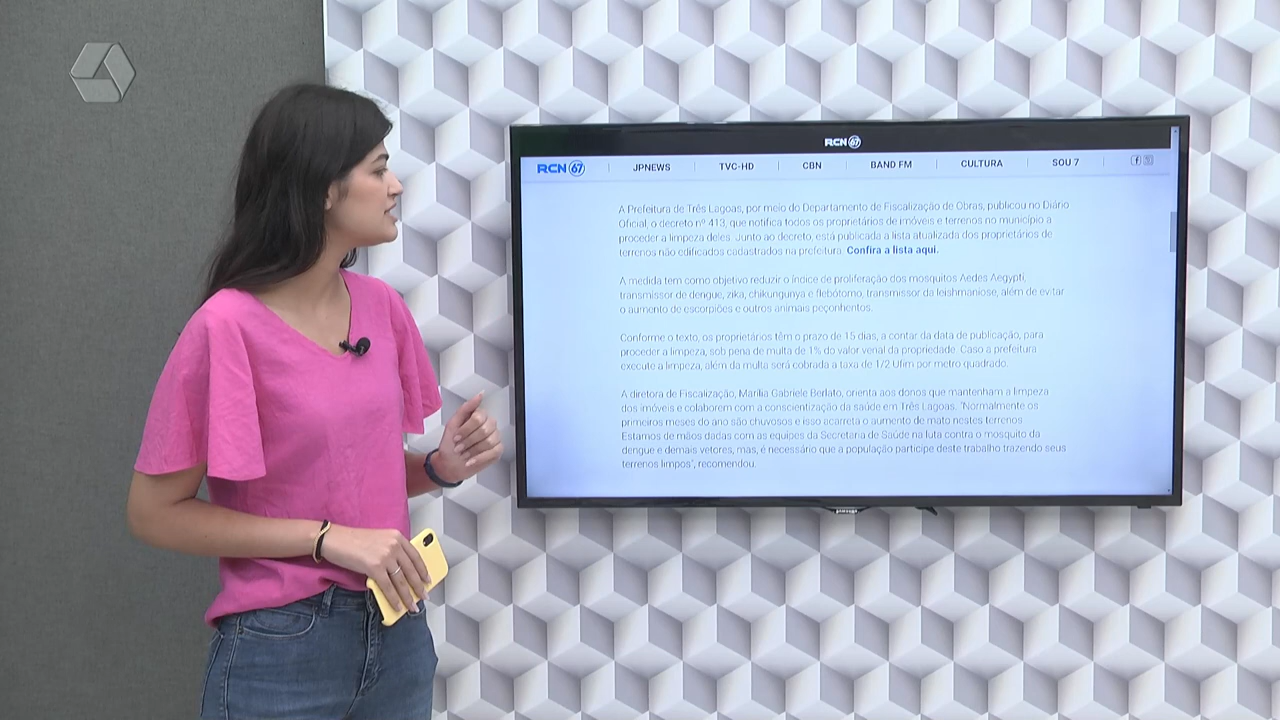 RCN 67
RCN 67
JPNEWS
TVC-HD
CBN
BAND FM
CULTURA
SOU 7
A Prefeitura de Três Lagoas, por meio do Departamento de Fiscalização de Obras, publicou no Diário
Oficial, o decreto nº 413, que notifica todos os proprietários de imóveis e terrenos no município a
proceder a limpeza deles. Junto ao decreto, está publicada a lista atualizada dos proprietários de
terrenos não edificados cadastrados na prefeitura. Confira a lista aqui.
A medida tem como objetivo reduzir o índice de proliferação dos mosquitos Aedes Aegypti,
transmissor de dengue, zika, chikungunya e flebótomo, transmissor da leishmaniose, além de evitar
o aumento de escorpiões e outros animais peçonhentos.
Conforme o texto, os proprietários têm o prazo de 15 dias, a contar da data de publicação, para
proceder a limpeza, sob pena de multa de 1% do valor venal da propriedade. Caso a prefeitura
execute a limpeza, além da multa será cobrada a taxa de 1/2 Ufim por metro quadrado.
A diretora de Fiscalização, Marília Gabriele Berlato, orienta aos donos que mantenham a limpeza
dos imóveis e colaborem com a conscientização da saúde em Três Lagoas. "Normalmente os
primeiros meses do ano são chuvosos e isso acarreta o aumento de mato nestes terrenos
Estamos de mãos dadas com as equipes da Secretaria de Saúde na luta contra o mosquito da
dengue e demais vetores, mas, é necessário que a população participe deste trabalho trazendo seus
terrenos limpos", recomendou.
SAMSUNG